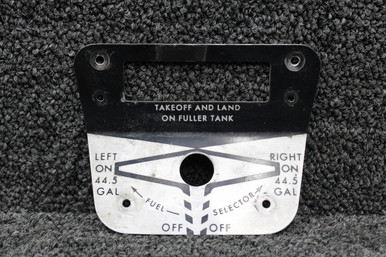 TAKEOFF AND LAND
ON FULLER TANK
LEFT
ON
44.5
GAL
RIGHT
ON
44.5
GAL
FUEL
SELECTOR
OFF
OFF